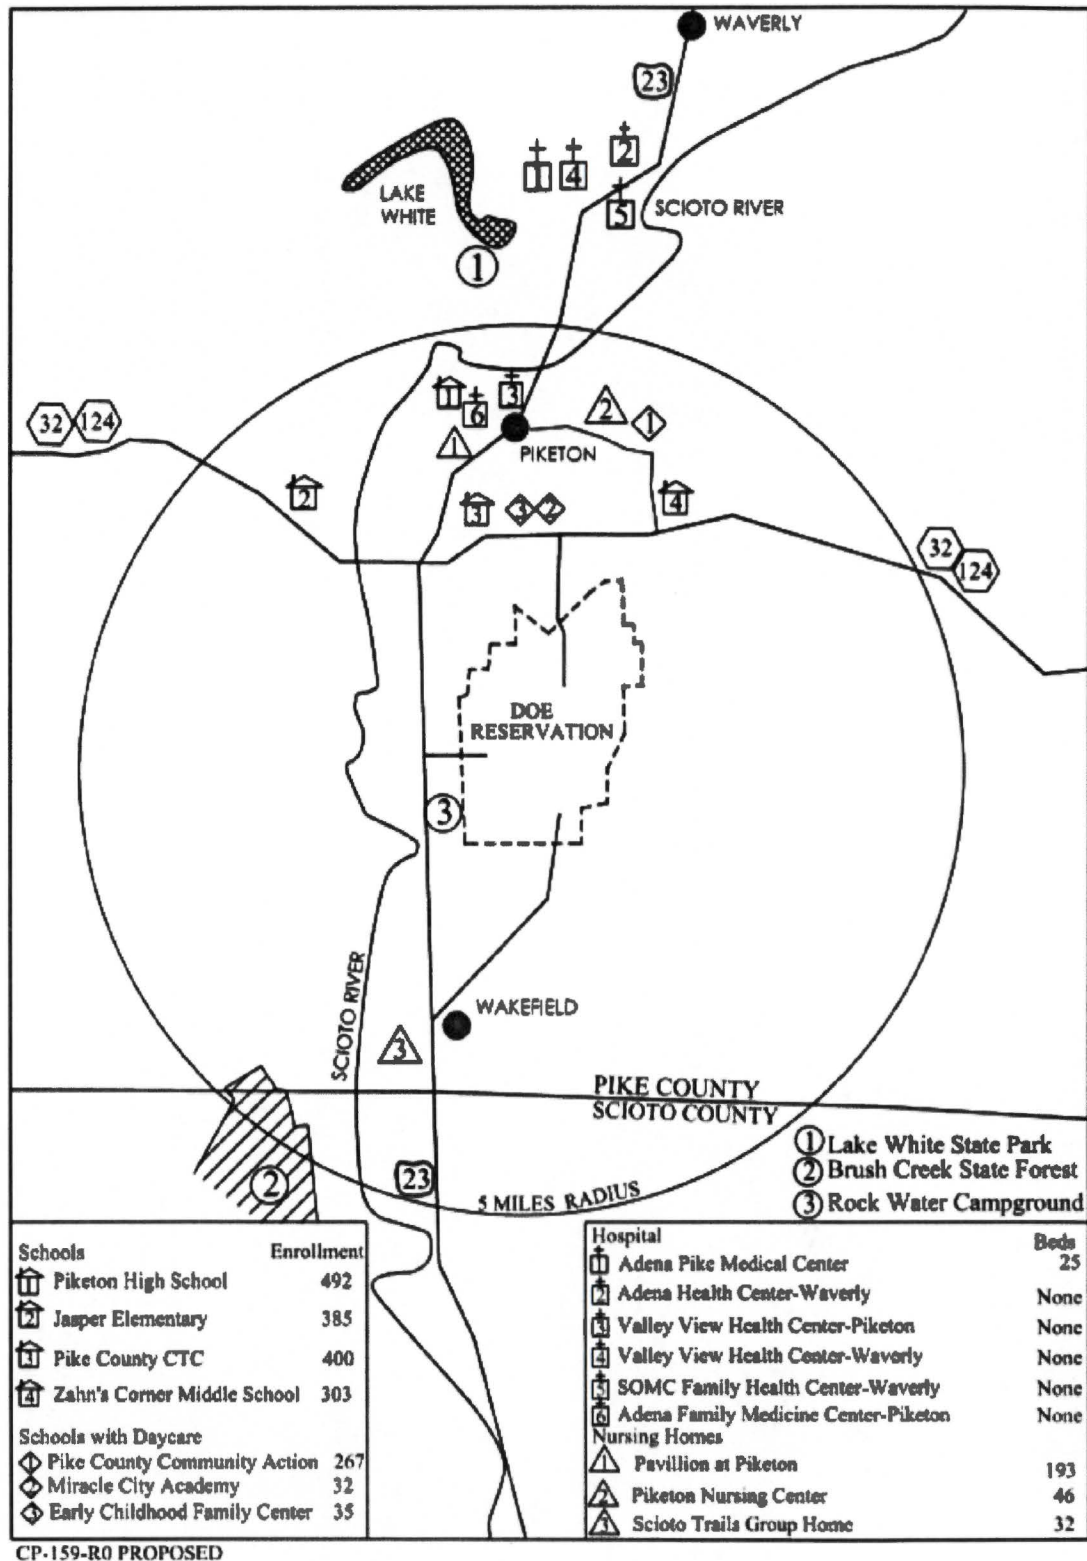 WAVERLY
23
1
4
2
5
LAKE
WHITE
SCIOTO RIVER
1
1
6
3
2
1
32 124
1
PIKETON
2
3
3 2
4
32
124
DOE
RESERVATION
3
SCIOTO RIVER
WAKEFIELD
3
PIKE COUNTY
SCIOTO COUNTY
2
23
5 MILES RADIUS
1 Lake White State Park
2 Brush Creek State Forest
3 Rock Water Campground
Schools Enrollment
1 Piketon High School 492
2 Jasper Elementary 385
3 Pike County CTC 400
4 Zahn's Corner Middle School 303
Schools with Daycare
1 Pike County Community Action 267
2 Miracle City Academy 32
3 Early Childhood Family Center 35
Hospital Beds
1 Adena Pike Medical Center 25
2 Adena Health Center-Waverly None
3 Valley View Health Center-Piketon None
4 Valley View Health Center-Waverly None
5 SOMC Family Health Center-Waverly None
6 Adena Family Medicine Center-Piketon None
Nursing Homes
1 Pavillion at Piketon 193
2 Piketon Nursing Center 46
3 Scioto Trails Group Home 32
CP-159-R0 PROPOSED